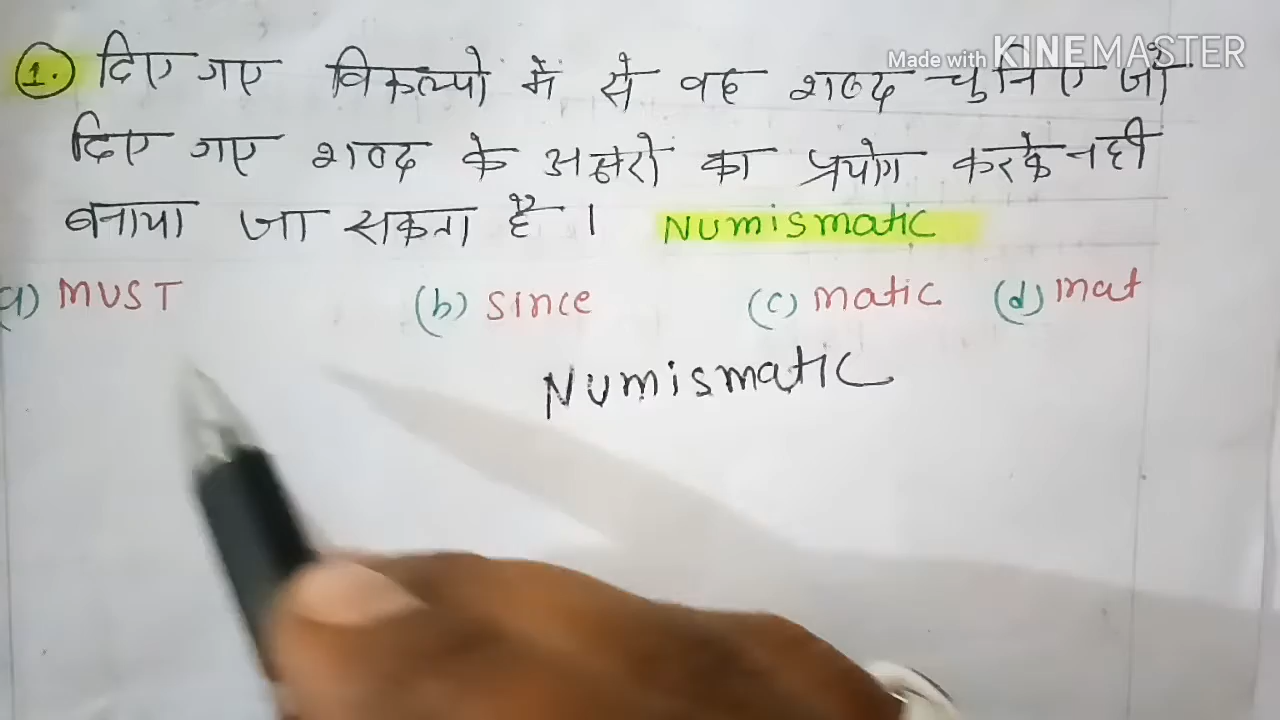 Made with KINEMASTER
1. दिए गए विकल्पो में से वह शब्द चुनिए जो
दिए गए शब्द के अक्षरों का प्रयोग करके नही
बनाया जा सकता है । Numismatic
(a) MUST (b) since (c) matic (d) mat
Numismatic